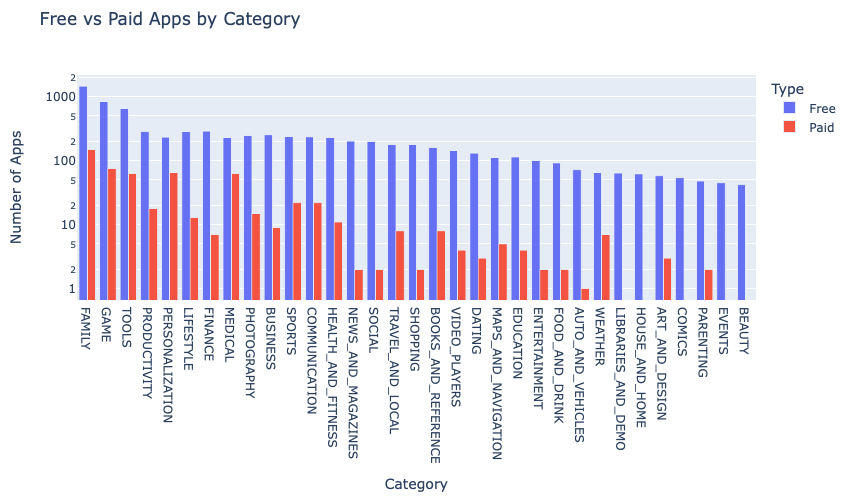 Free vs Paid Apps by Category
Type
Free
Paid
Number of Apps
2
1000
5
2
100
5
2
10
5
2
1
FAMILY
GAME
TOOLS
PRODUCTIVITY
PERSONALIZATION
LIFESTYLE
FINANCE
MEDICAL
PHOTOGRAPHY
BUSINESS
SPORTS
COMMUNICATION
HEALTH_AND_FITNESS
NEWS_AND_MAGAZINES
SOCIAL
TRAVEL_AND_LOCAL
SHOPPING
BOOKS_AND_REFERENCE
VIDEO_PLAYERS
DATING
MAPS_AND_NAVIGATION
EDUCATION
ENTERTAINMENT
FOOD_AND_DRINK
AUTO_AND_VEHICLES
WEATHER
LIBRARIES_AND_DEMO
HOUSE_AND_HOME
ART_AND_DESIGN
COMICS
PARENTING
EVENTS
BEAUTY
Category